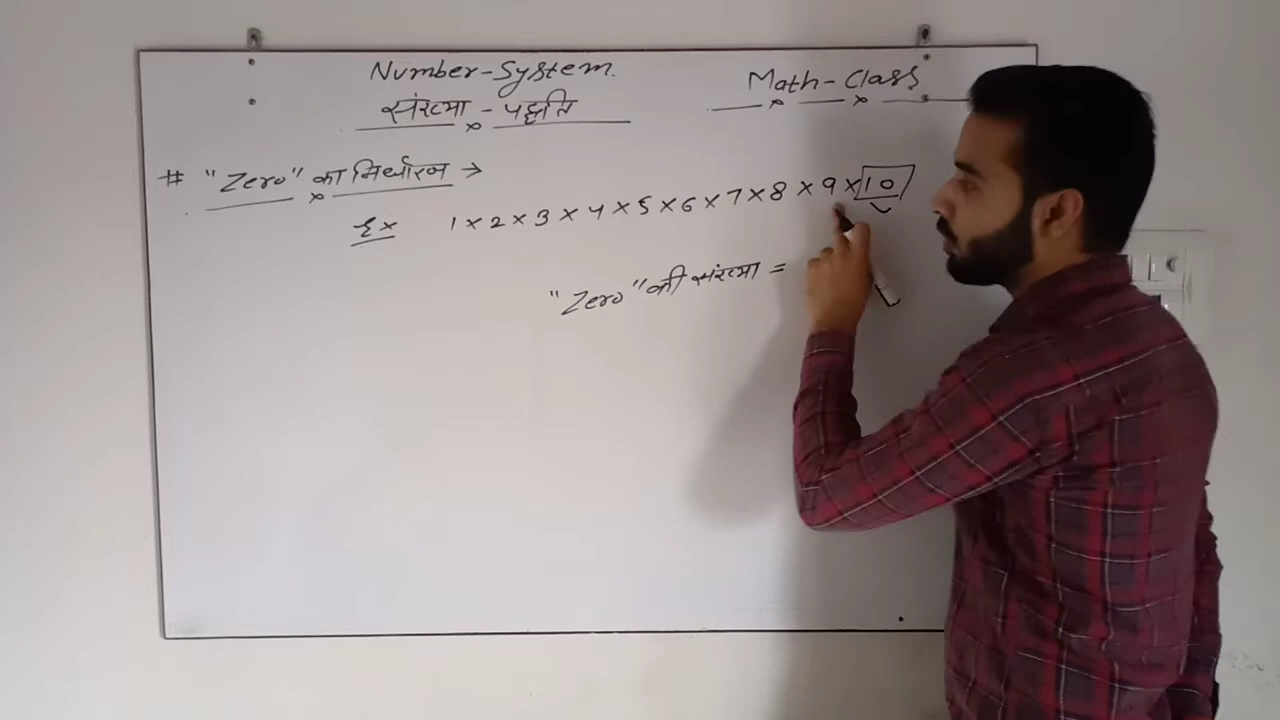 Number-System.
Math-Class
संख्या - पद्धति
# "Zero" का निर्धारण →
Ex 1 × 2 × 3 × 4 × 5 × 6 × 7 × 8 × 9 × 10
"Zero" की संख्या =